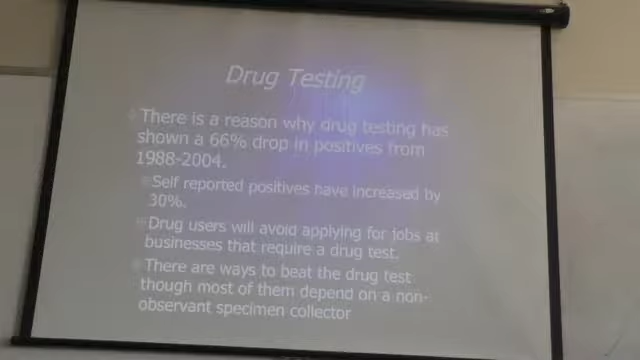 Drug Testing
There is a reason why drug testing has
shown a 66% drop in positives from
1988-2004.
Self reported positives have increased by
30%.
Drug users will avoid applying for jobs at
businesses that require a drug test.
There are ways to beat the drug test
though most of them depend on a non-
observant specimen collector